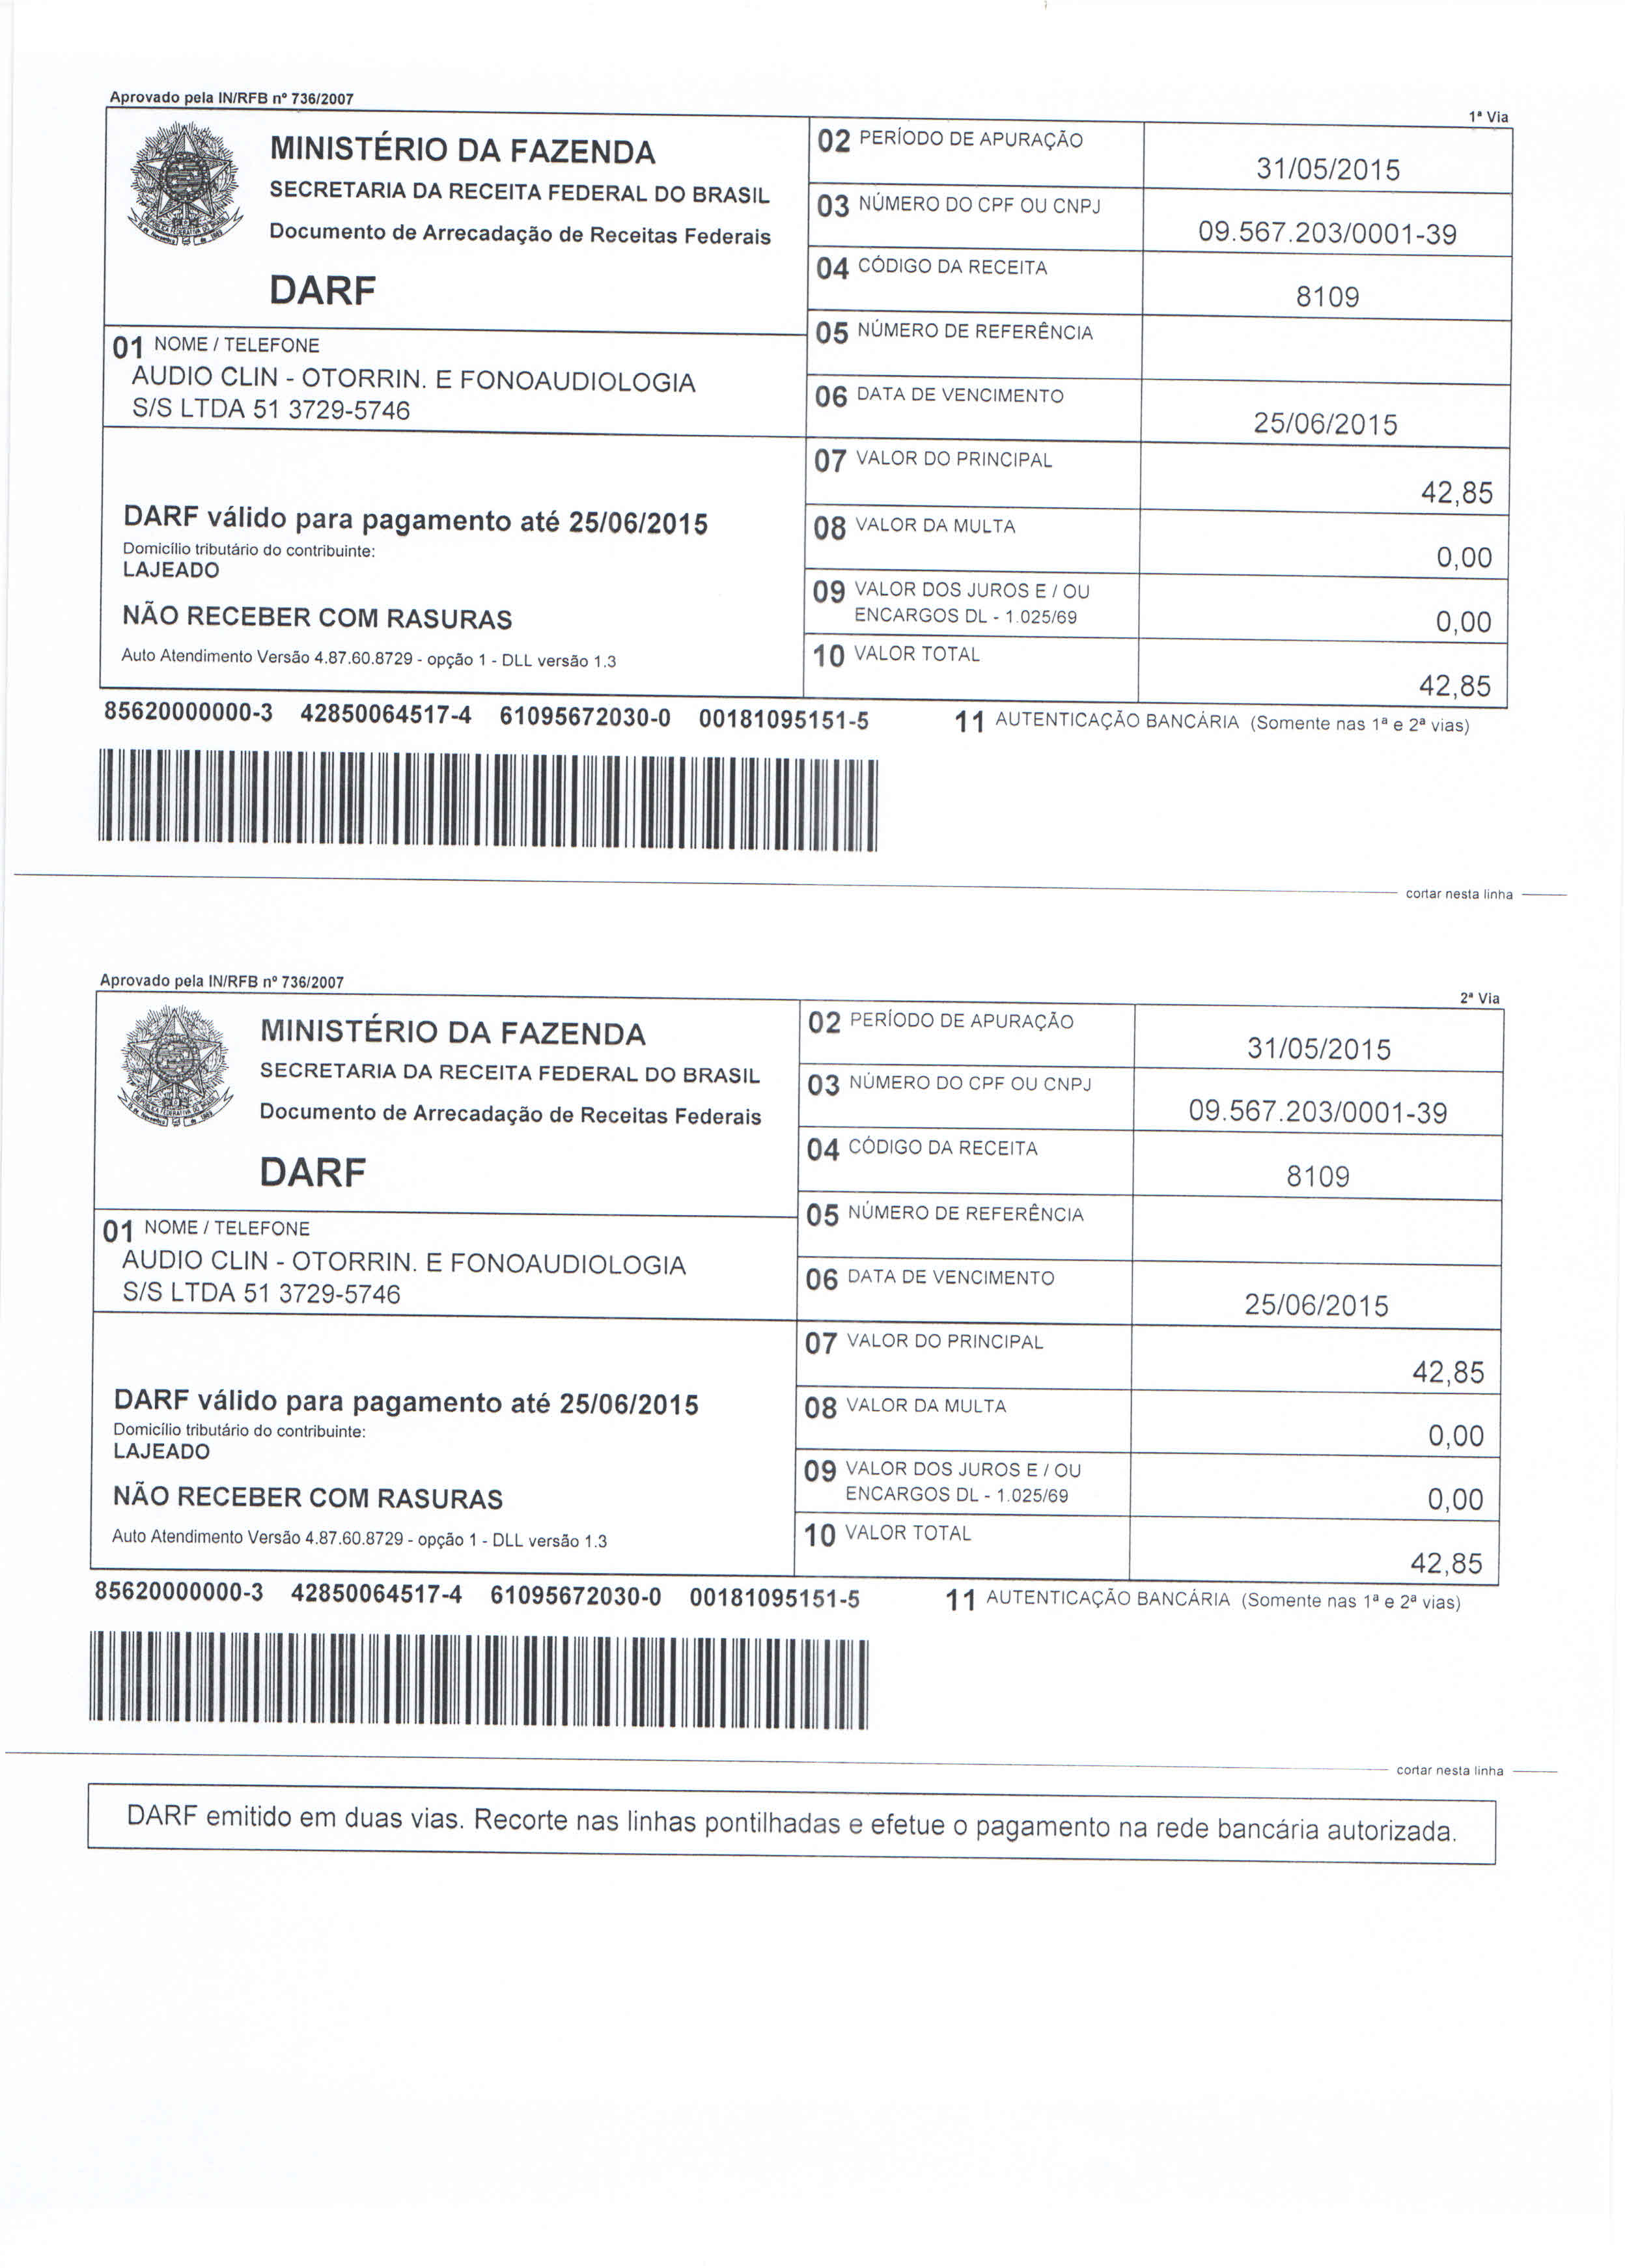 Aprovado pela IN/RFB nº 736/2007
1ª Via
MINISTÉRIO DA FAZENDA
SECRETARIA DA RECEITA FEDERAL DO BRASIL
Documento de Arrecadação de Receitas Federais
DARF
01 NOME / TELEFONE
AUDIO CLIN - OTORRIN. E FONOAUDIOLOGIA
S/S LTDA 51 3729-5746
DARF válido para pagamento até 25/06/2015
Domicílio tributário do contribuinte:
LAJEADO
NÃO RECEBER COM RASURAS
Auto Atendimento Versão 4.87.60.8729 - opção 1 - DLL versão 1.3
02 PERÍODO DE APURAÇÃO
31/05/2015
03 NÚMERO DO CPF OU CNPJ
09.567.203/0001-39
04 CÓDIGO DA RECEITA
8109
05 NÚMERO DE REFERÊNCIA
06 DATA DE VENCIMENTO
25/06/2015
07 VALOR DO PRINCIPAL
42,85
08 VALOR DA MULTA
0,00
09 VALOR DOS JUROS E / OU
ENCARGOS DL - 1.025/69
0,00
10 VALOR TOTAL
42,85
85620000000-3 42850064517-4 61095672030-0 00181095151-5
11 AUTENTICAÇÃO BANCÁRIA (Somente nas 1ª e 2ª vias)
cortar nesta linha
Aprovado pela IN/RFB nº 736/2007
2ª Via
MINISTÉRIO DA FAZENDA
SECRETARIA DA RECEITA FEDERAL DO BRASIL
Documento de Arrecadação de Receitas Federais
DARF
01 NOME / TELEFONE
AUDIO CLIN - OTORRIN. E FONOAUDIOLOGIA
S/S LTDA 51 3729-5746
DARF válido para pagamento até 25/06/2015
Domicílio tributário do contribuinte:
LAJEADO
NÃO RECEBER COM RASURAS
Auto Atendimento Versão 4.87.60.8729 - opção 1 - DLL versão 1.3
02 PERÍODO DE APURAÇÃO
31/05/2015
03 NÚMERO DO CPF OU CNPJ
09.567.203/0001-39
04 CÓDIGO DA RECEITA
8109
05 NÚMERO DE REFERÊNCIA
06 DATA DE VENCIMENTO
25/06/2015
07 VALOR DO PRINCIPAL
42,85
08 VALOR DA MULTA
0,00
09 VALOR DOS JUROS E / OU
ENCARGOS DL - 1.025/69
0,00
10 VALOR TOTAL
42,85
85620000000-3 42850064517-4 61095672030-0 00181095151-5
11 AUTENTICAÇÃO BANCÁRIA (Somente nas 1ª e 2ª vias)
cortar nesta linha
DARF emitido em duas vias. Recorte nas linhas pontilhadas e efetue o pagamento na rede bancária autorizada.